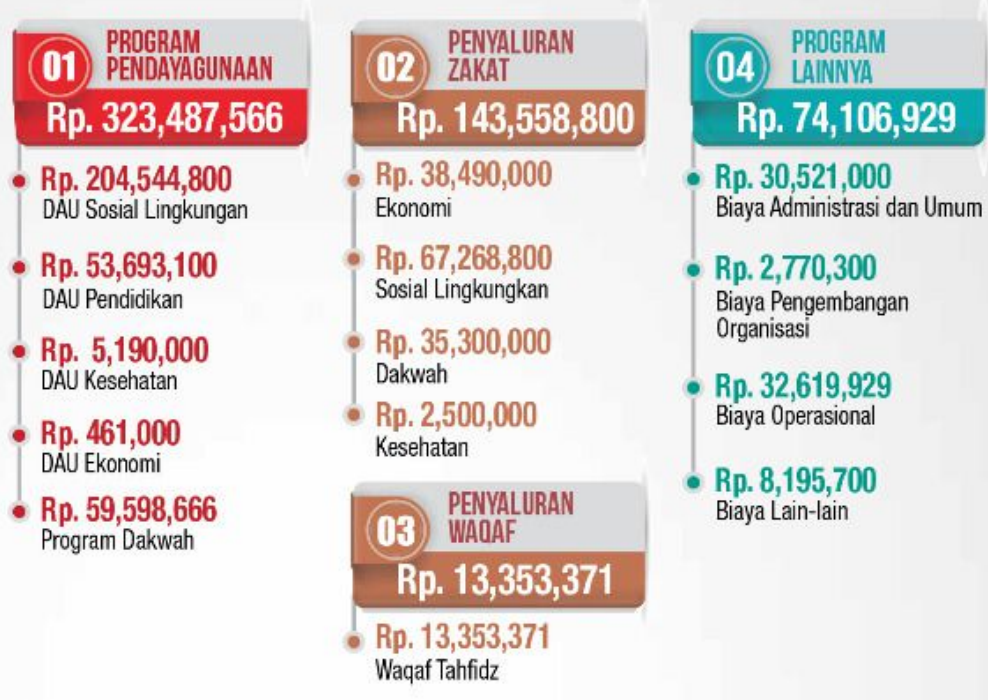 01
PROGRAM
PENDAYAGUNAAN
Rp. 323,487,566
Rp. 204,544,800
DAU Sosial Lingkungan
Rp. 53,693,100
DAU Pendidikan
Rp. 5,190,000
DAU Kesehatan
Rp. 461,000
DAU Ekonomi
Rp. 59,598,666
Program Dakwah
02
PENYALURAN
ZAKAT
Rp. 143,558,800
Rp. 38,490,000
Ekonomi
Rp. 67,268,800
Sosial Lingkungkan
Rp. 35,300,000
Dakwah
Rp. 2,500,000
Kesehatan
03
PENYALURAN
WAQAF
Rp. 13,353,371
Rp. 13,353,371
Waqaf Tahfidz
04
PROGRAM
LAINNYA
Rp. 74,106,929
Rp. 30,521,000
Biaya Administrasi dan Umum
Rp. 2,770,300
Biaya Pengembangan
Organisasi
Rp. 32,619,929
Biaya Operasional
Rp. 8,195,700
Biaya Lain-lain